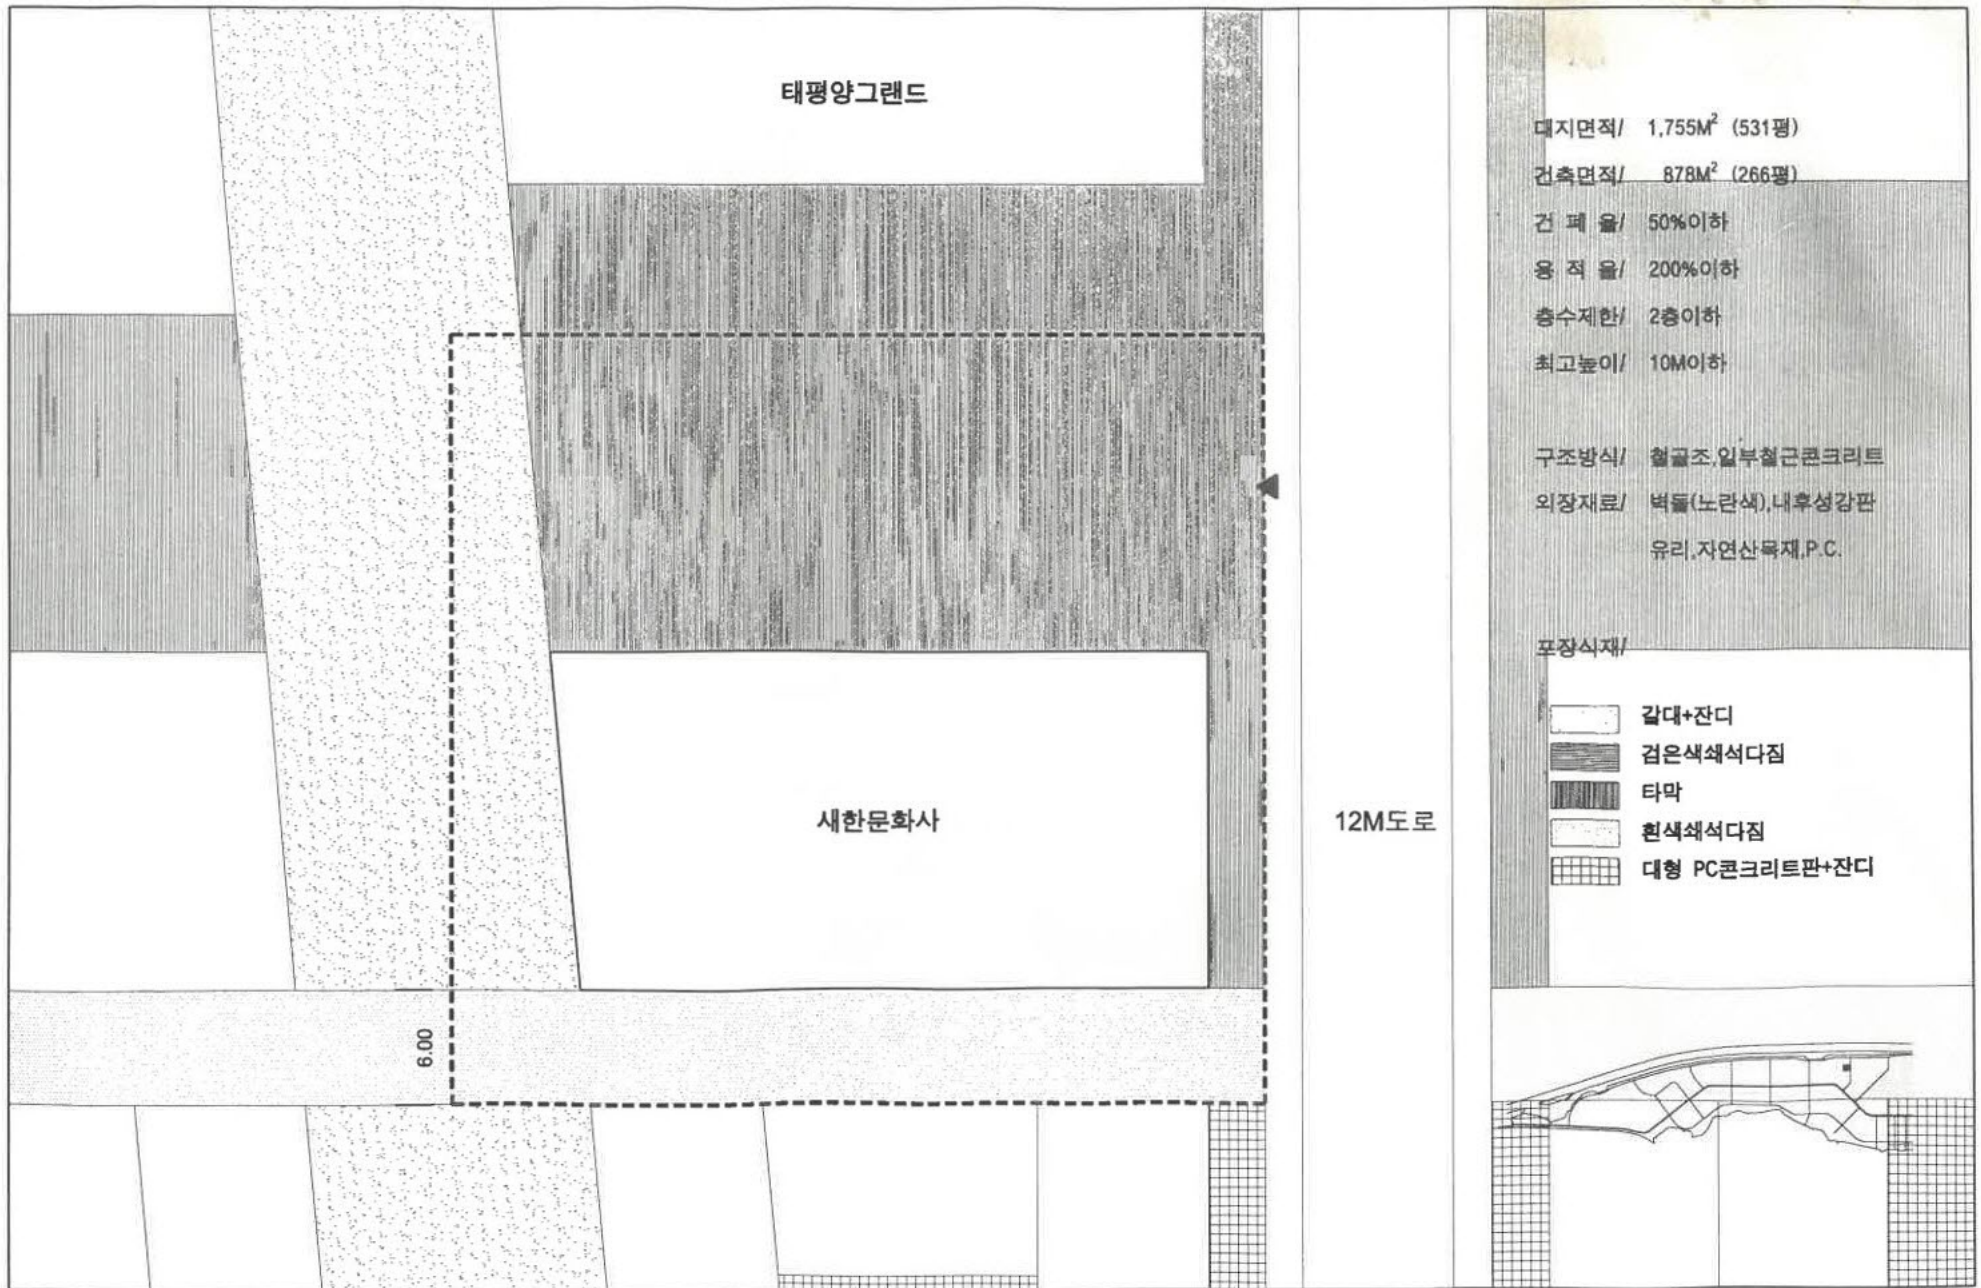 태평양그랜드
대지면적/ 1,755M² (531평)
건축면적/ 878M² (266평)
건 폐 율/ 50%이하
용 적 율/ 200%이하
층수제한/ 2층이하
최고높이/ 10M이하
구조방식/ 철골조,일부철근콘크리트
외장재료/ 벽돌(노란색),내후성강판
유리,자연산목재,P.C.
포장식재/
갈대+잔디
검은색쇄석다짐
타막
흰색쇄석다짐
대형 PC콘크리트판+잔디
새한문화사
12M도로
6.00